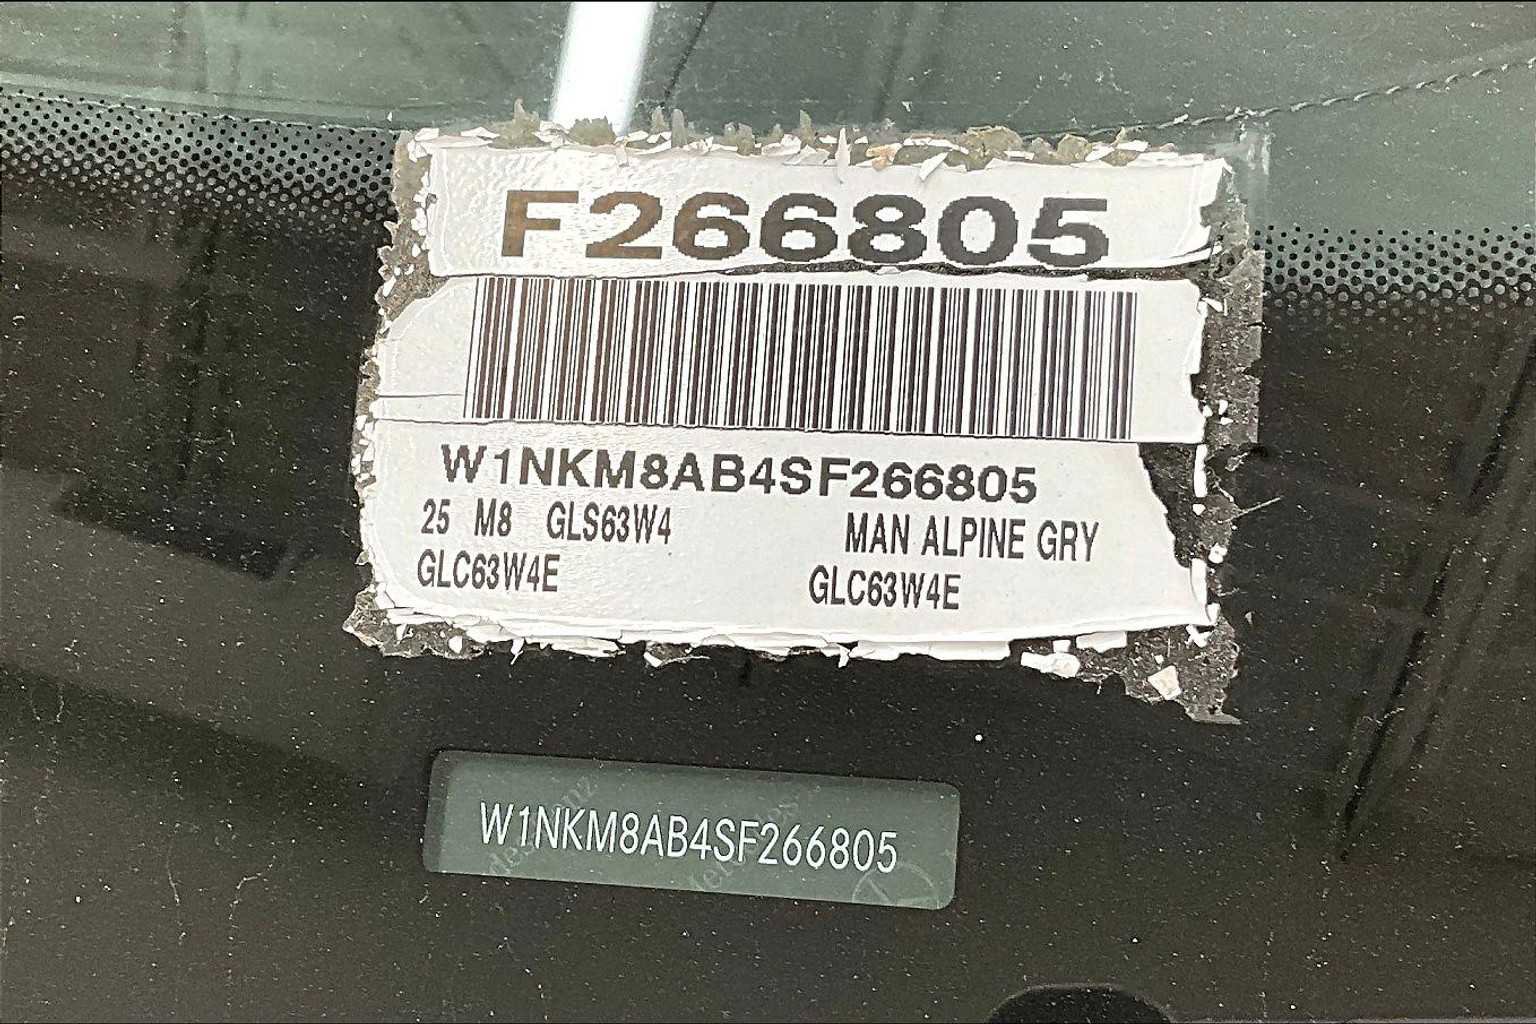 F266805
W1NKM8AB4SF266805
25 M8 GLS63W4 MAN ALPINE GRY
GLC63W4E GLC63W4E
W1NKM8AB4SF266805